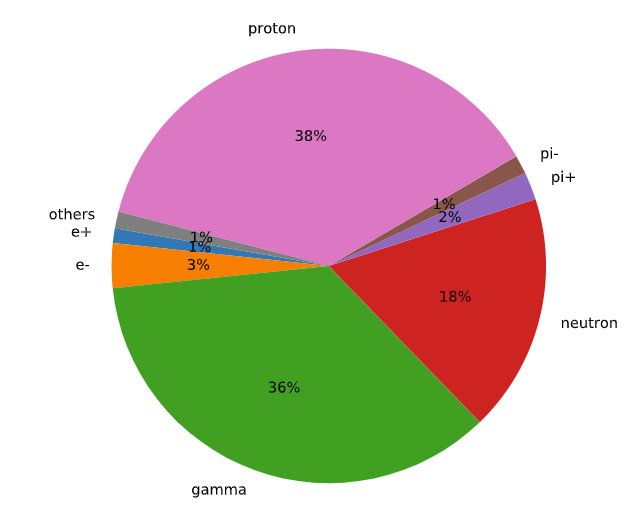 proton
38%
pi-
1%
pi+
2%
others
1%
e+
1%
e-
3%
18%
neutron
36%
gamma